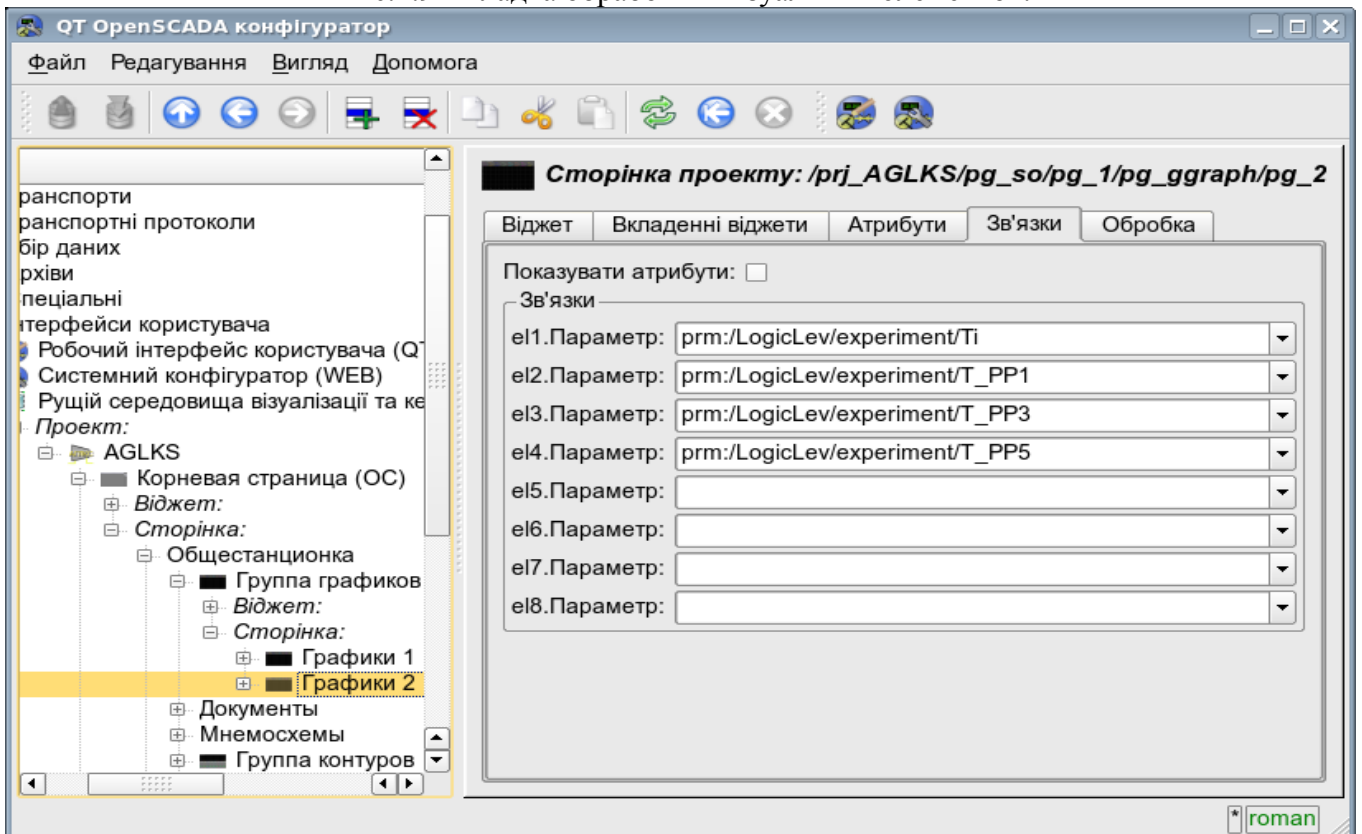 QT OpenSCADA конфігуратор
Файл Редагування Вигляд Допомога
ранспорти
ранспортні протоколи
бір даних
рхіви
пеціальні
нтерфейси користувача
Робочий інтерфейс користувача (QT
Системний конфігуратор (WEB)
Рущій середовища візуалізації та ке
Проект:
AGLKS
Корневая страница (ОС)
Віджет:
Сторінка:
Общестанционка
Группа графиков
Віджет:
Сторінка:
Графики 1
Графики 2
Документы
Мнемосхемы
Группа контуров
Сторінка проекту: /prj_AGLKS/pg_so/pg_1/pg_ggraph/pg_2
Віджет Вкладенні віджети Атрибути Зв'язки Обробка
Показувати атрибути:
Зв'язки
el1.Параметр: prm:/LogicLev/experiment/Ti
el2.Параметр: prm:/LogicLev/experiment/T_PP1
el3.Параметр: prm:/LogicLev/experiment/T_PP3
el4.Параметр: prm:/LogicLev/experiment/T_PP5
el5.Параметр:
el6.Параметр:
el7.Параметр:
el8.Параметр:
* roman